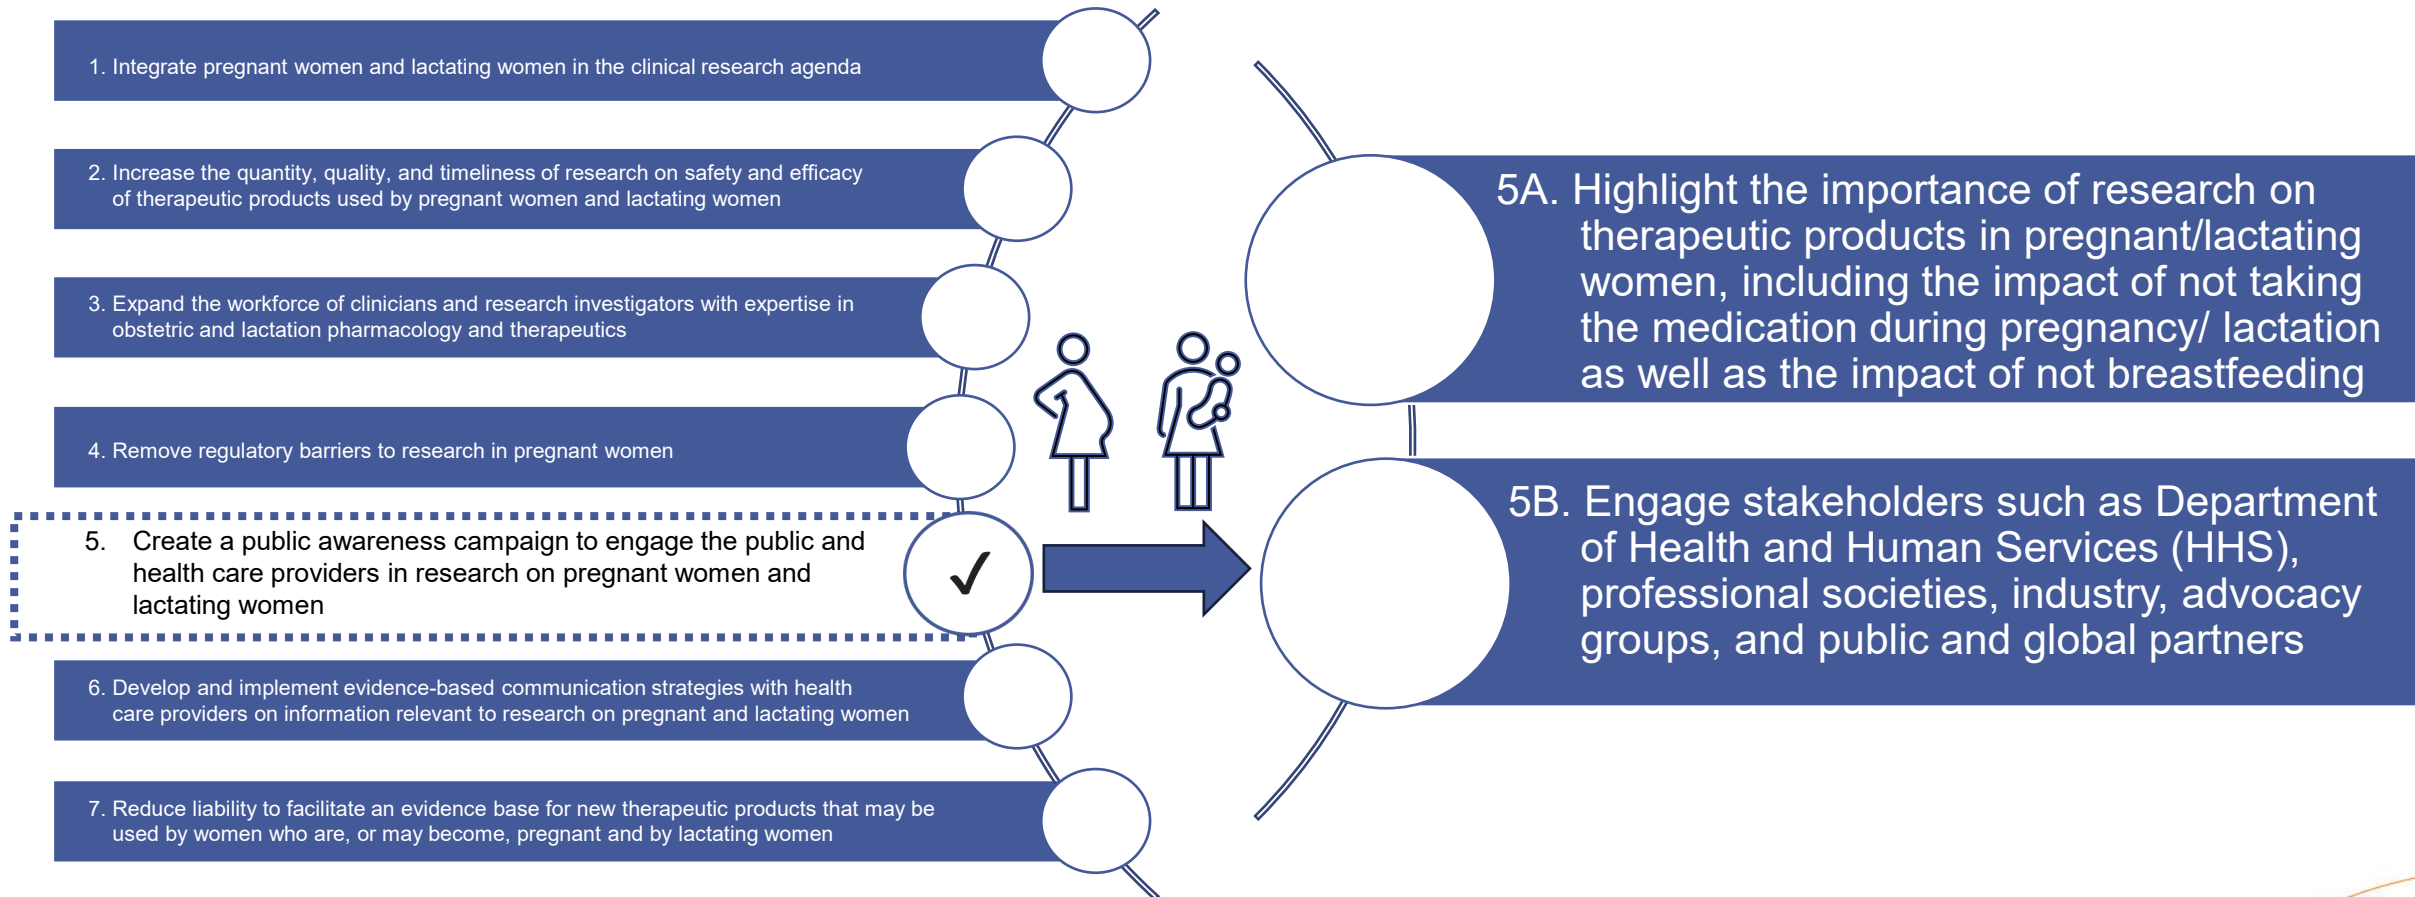 1. Integrate pregnant women and lactating women in the clinical research agenda
2. Increase the quantity, quality, and timeliness of research on safety and efficacy
of therapeutic products used by pregnant women and lactating women
3. Expand the workforce of clinicians and research investigators with expertise in
obstetric and lactation pharmacology and therapeutics
4. Remove regulatory barriers to research in pregnant women
5. Create a public awareness campaign to engage the public and
health care providers in research on pregnant women and
lactating women
6. Develop and implement evidence-based communication strategies with health
care providers on information relevant to research on pregnant and lactating women
7. Reduce liability to facilitate an evidence base for new therapeutic products that may be
used by women who are, or may become, pregnant and by lactating women
5A. Highlight the importance of research on
therapeutic products in pregnant/lactating
women, including the impact of not taking
the medication during pregnancy/ lactation
as well as the impact of not breastfeeding
5B. Engage stakeholders such as Department
of Health and Human Services (HHS),
professional societies, industry, advocacy
groups, and public and global partners